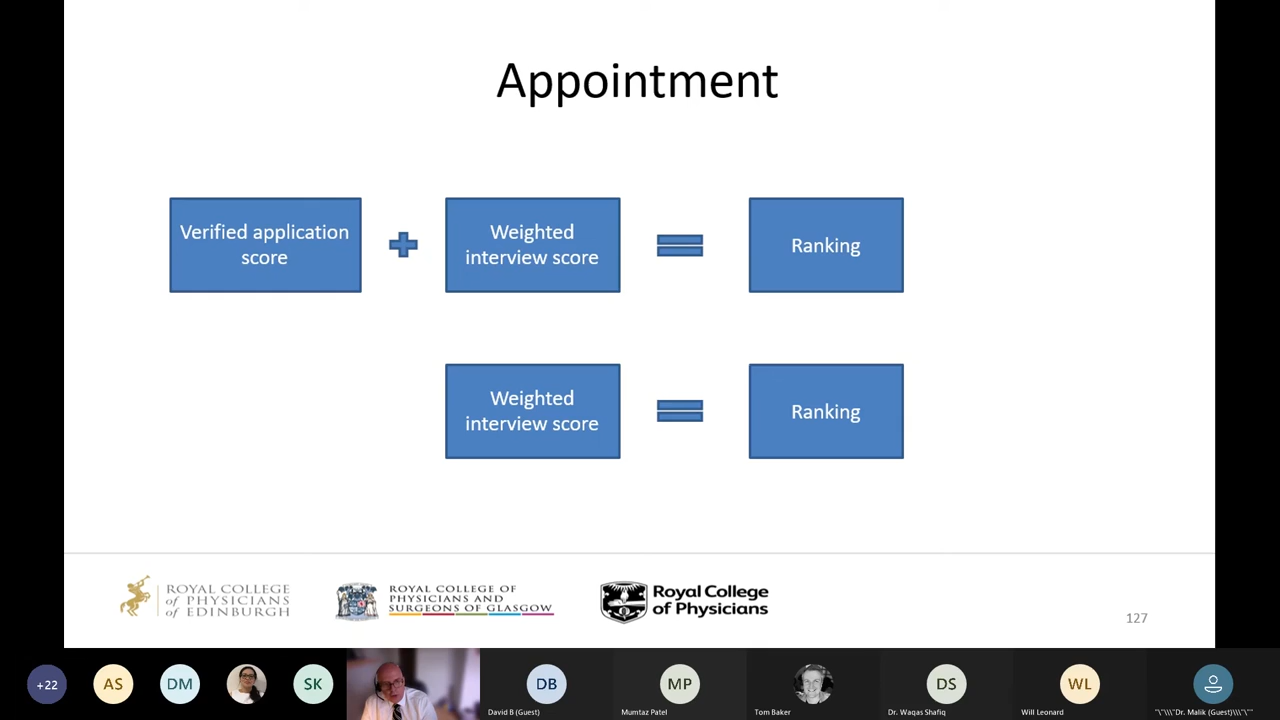 Appointment
Verified application
score
Weighted
interview score
Ranking
Weighted
interview score
Ranking
ROYAL COLLEGE
of PHYSICIANS
of EDINBURGH
ROYAL COLLEGE OF
PHYSICIANS AND
SURGEONS OF GLASGOW
Royal College
of Physicians
127
+22
AS
DM
SK
DB
David B (Guest)
MP
Mumtaz Patel
Tom Baker
DS
Dr. Waqas Shafiq
WL
Will Leonard
"\"\\\"Dr. Malik (Guest)\\\"\""